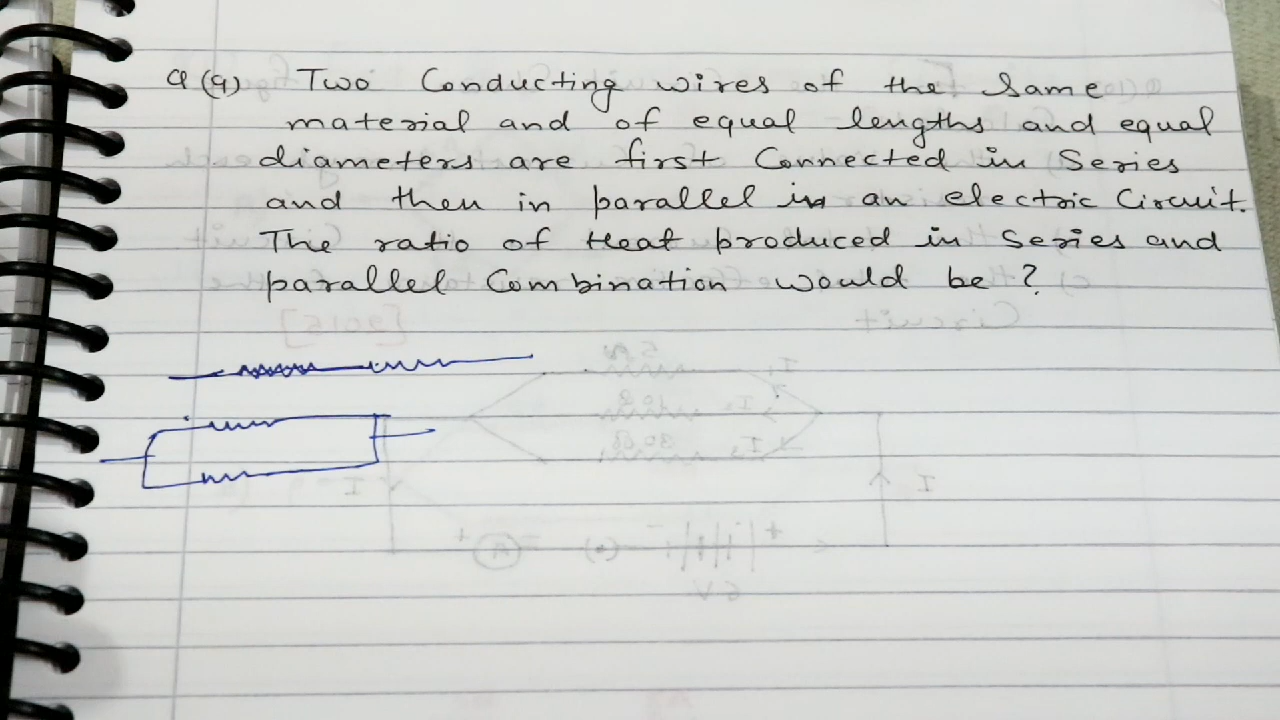 Q (9) Two Conducting wires of the same
material and of equal lengths and equal
diameters are first Connected in Series
and then in parallel in an electric Circuit.
The ratio of Heat produced in Series and
parallel Combination would be ?